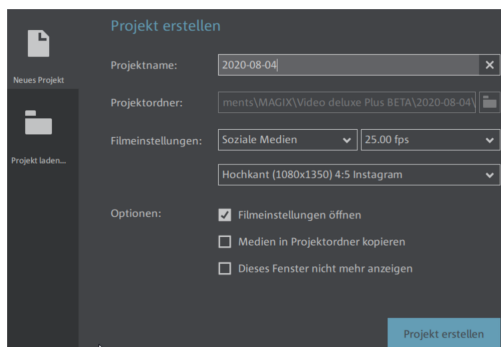 Projekt erstellen
Neues Projekt
Projekt laden...
Projektname: 2020-08-04
Projektordner: ments\MAGIX\Video deluxe Plus BETA\2020-08-04\
Filmeinstellungen: Soziale Medien 25.00 fps
Hochkant (1080x1350) 4:5 Instagram
Optionen: Filmeinstellungen öffnen
Medien in Projektordner kopieren
Dieses Fenster nicht mehr anzeigen
Projekt erstellen